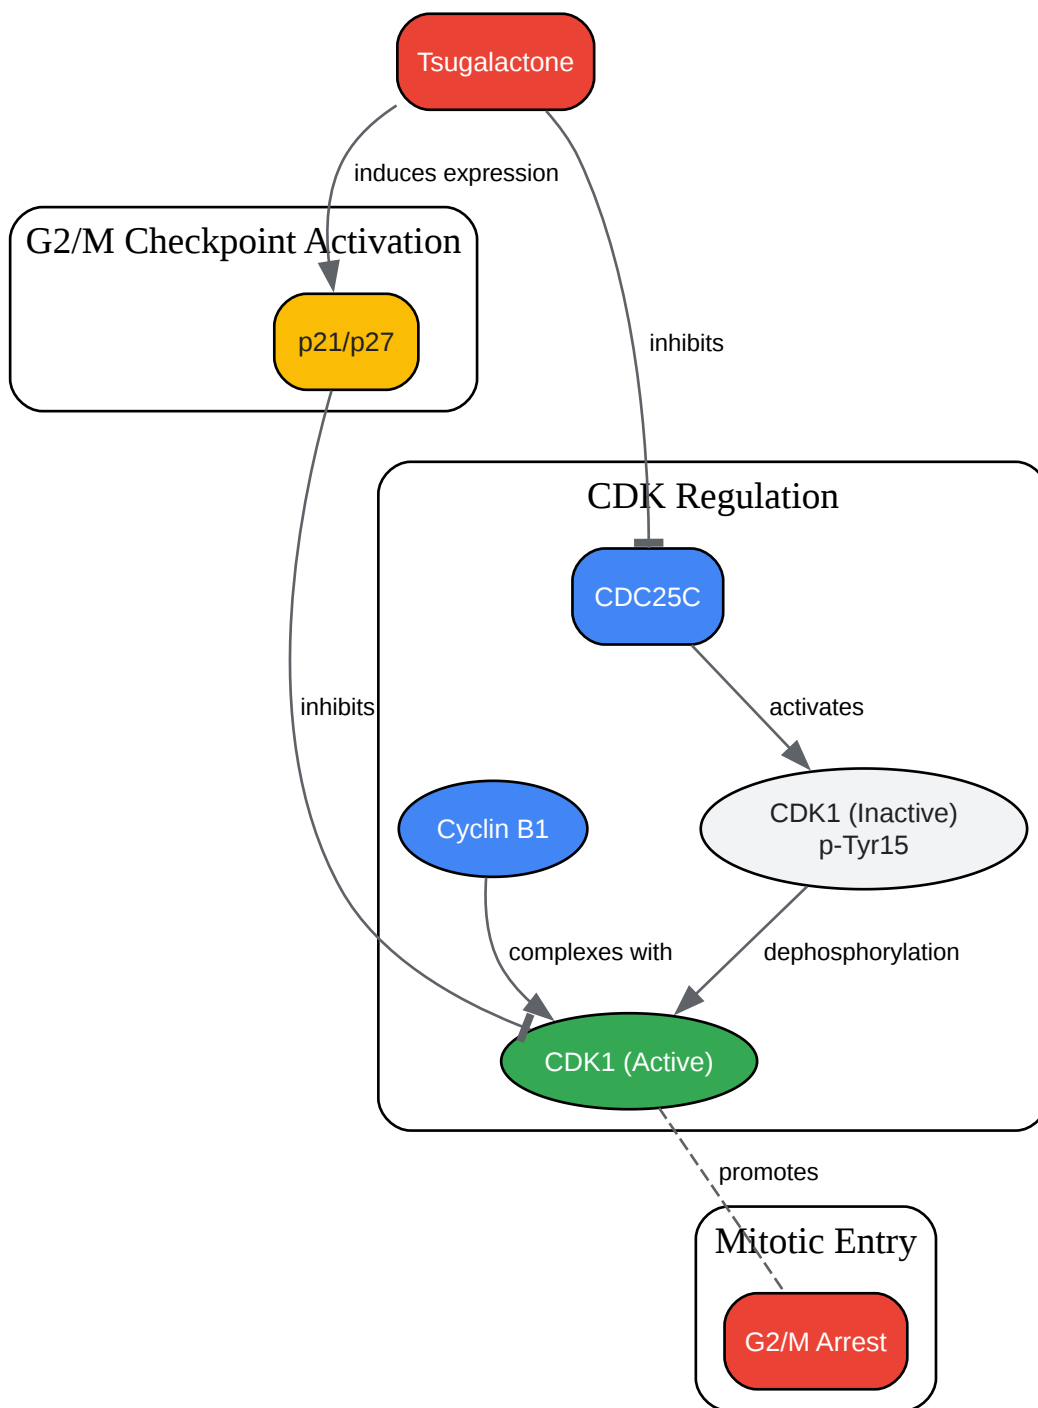 Tsugalactone
induces expression
G2/M Checkpoint Activation
p21/p27
inhibits
CDK Regulation
CDC25C
inhibits
activates
Cyclin B1
CDK1 (Inactive)
p-Tyr15
complexes with
dephosphorylation
CDK1 (Active)
promotes
Mitotic Entry
G2/M Arrest